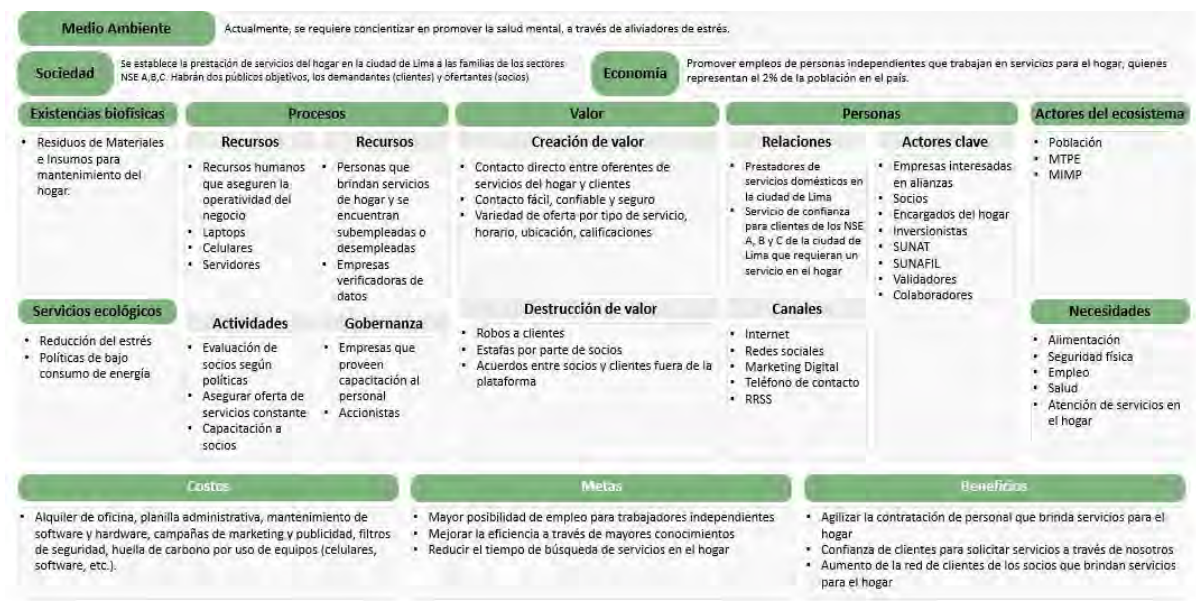 Medio Ambiente
Actualmente, se requiere concientizar en promover la salud mental, a través de aliviadores de estrés.
Sociedad
Se establece la prestación de servicios del hogar en la ciudad de Lima a las familias de los sectores
NSE A,B,C. Habrán dos públicos objetivos, los demandantes (clientes) y ofertantes (socios)
Economía
Promover empleos de personas independientes que trabajan en servicios para el hogar, quienes
representan el 2% de la población en el país.
Existencias biofísicas
• Residuos de Materiales
e Insumos para
mantenimiento del
hogar.
Servicios ecológicos
• Reducción del estrés
• Políticas de bajo
consumo de energía
Procesos
Recursos
• Recursos humanos
que aseguren la
operatividad del
negocio
• Laptops
• Celulares
• Servidores
Recursos
• Personas que
brindan servicios
de hogar y se
encuentran
subempleadas o
desempleadas
• Empresas
verificadoras de
datos
Actividades
• Evaluación de
socios según
políticas
• Asegurar oferta de
servicios constante
• Capacitación a
socios
Gobernanza
• Empresas que
proveen
capacitación al
personal
• Accionistas
Valor
Creación de valor
• Contacto directo entre oferentes de
servicios del hogar y clientes
• Contacto fácil, confiable y seguro
• Variedad de oferta por tipo de servicio,
horario, ubicación, calificaciones
Destrucción de valor
• Robos a clientes
• Estafas por parte de socios
• Acuerdos entre socios y clientes fuera de la
plataforma
Personas
Relaciones
• Prestadores de
servicios domésticos en
la ciudad de Lima
• Servicio de confianza
para clientes de los NSE
A, B y C de la ciudad de
Lima que requieran un
servicio en el hogar
Canales
• Internet
• Redes sociales
• Marketing Digital
• Teléfono de contacto
• RRSS
Actores clave
• Empresas interesadas
en alianzas
• Socios
• Encargados del hogar
• Inversionistas
• SUNAT
• SUNAFIL
• Validadores
• Colaboradores
Actores del ecosistema
• Población
• MTPE
• MIMP
Necesidades
• Alimentación
• Seguridad física
• Empleo
• Salud
• Atención de servicios en
el hogar
Costos
• Alquiler de oficina, planilla administrativa, mantenimiento de
software y hardware, campañas de marketing y publicidad, filtros
de seguridad, huella de carbono por uso de equipos (celulares,
software, etc.).
Metas
• Mayor posibilidad de empleo para trabajadores independientes
• Mejorar la eficiencia a través de mayores conocimientos
• Reducir el tiempo de búsqueda de servicios en el hogar
Beneficios
• Agilizar la contratación de personal que brinda servicios para el
hogar
• Confianza de clientes para solicitar servicios a través de nosotros
• Aumento de la red de clientes de los socios que brindan servicios
para el hogar